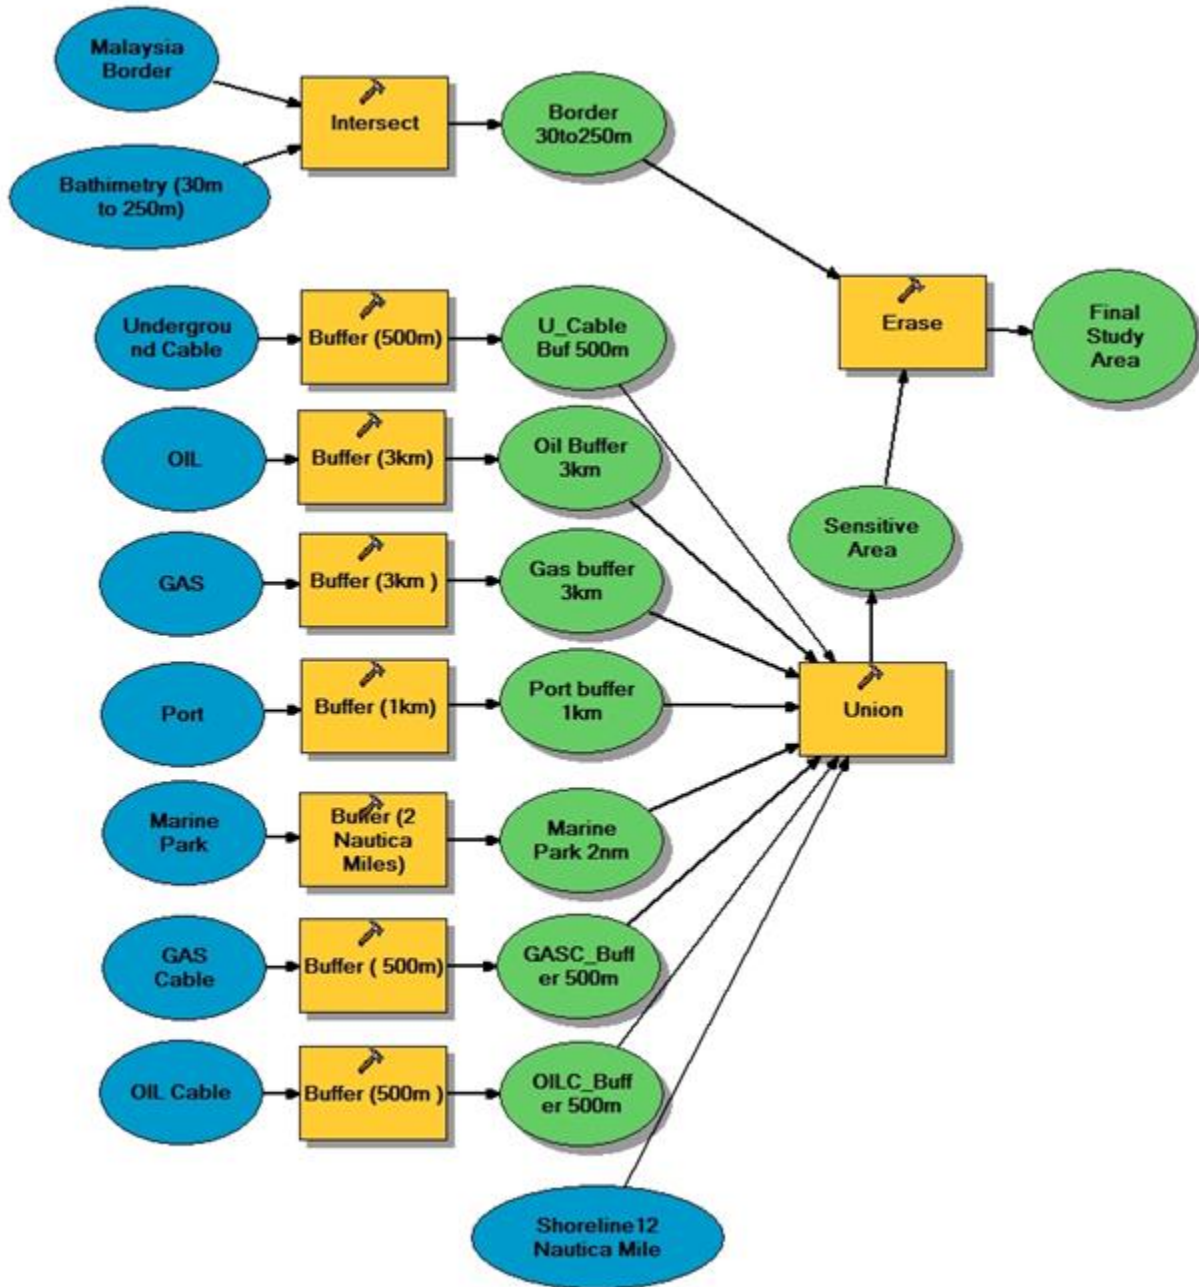 Malaysia
Border
Intersect
Border
30to250m
Bathimetry (30m
to 250m)
Erase
Final
Study
Area
Undergrou
nd Cable
Buffer (500m)
U_Cable
Buf 500m
OIL
Buffer (3km)
Oil Buffer
3km
Sensitive
Area
GAS
Buffer (3km )
Gas buffer
3km
Port
Buffer (1km)
Port buffer
1km
Union
Marine
Park
Buffer (2
Nautica
Miles)
Marine
Park 2nm
GAS
Cable
Buffer ( 500m)
GASC_Buff
er 500m
OIL Cable
Buffer (500m )
OILC_Buff
er 500m
Shoreline12
Nautica Mile